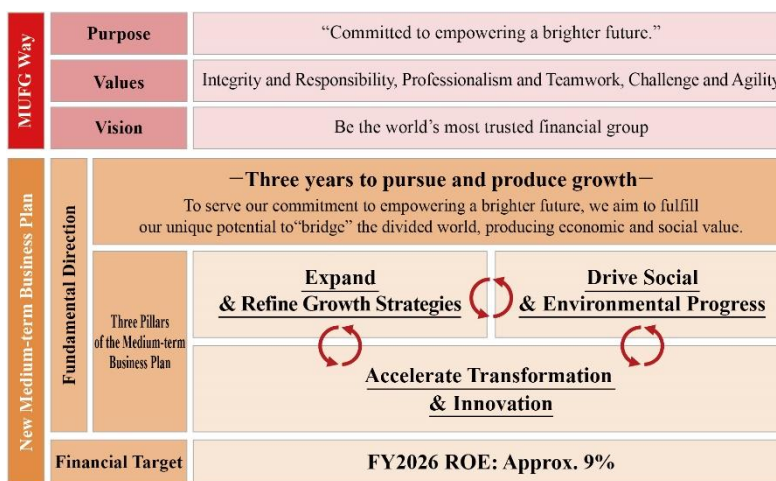 MUFG Way
Purpose
“Committed to empowering a brighter future.”
Values
Integrity and Responsibility, Professionalism and Teamwork, Challenge and Agility
Vision
Be the world’s most trusted financial group
New Medium-term Business Plan
Fundamental Direction
—Three years to pursue and produce growth—
To serve our commitment to empowering a brighter future, we aim to fulfill
our unique potential to“bridge” the divided world, producing economic and social value.
Three Pillars
of the Medium-term
Business Plan
Expand
& Refine Growth Strategies
Drive Social
& Environmental Progress
Accelerate Transformation
& Innovation
Financial Target
FY2026 ROE: Approx. 9%